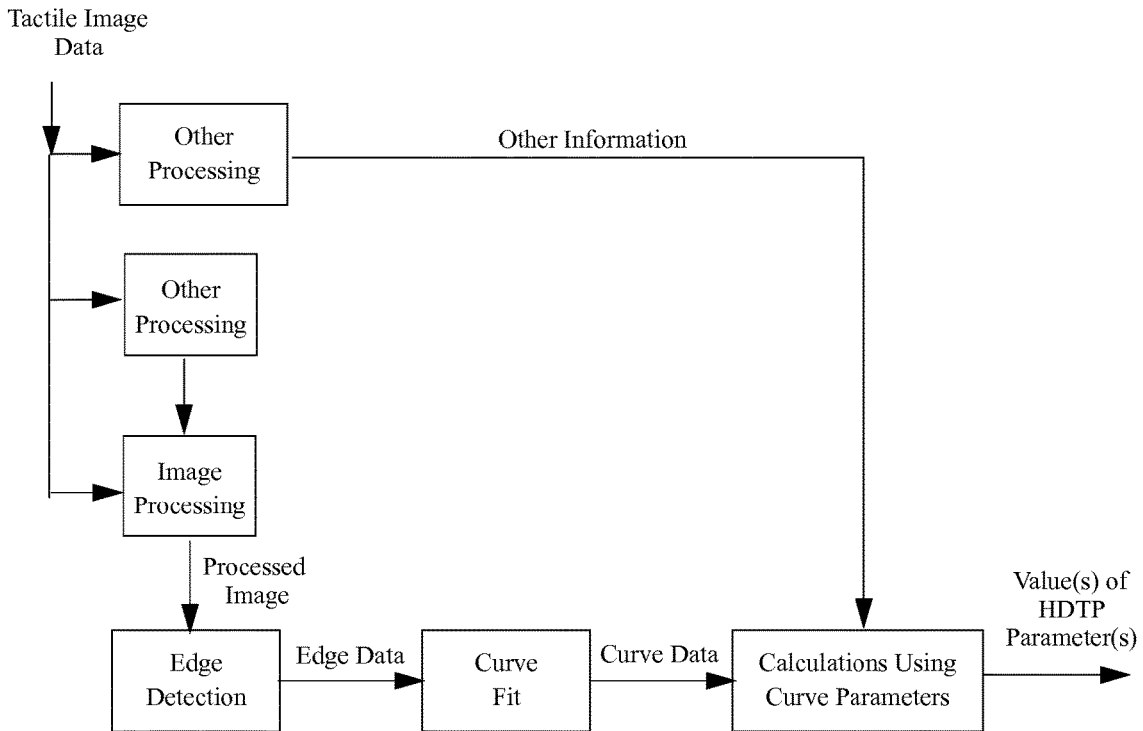 Tactile Image
Data
Other
Processing
Other Information
Other
Processing
Image
Processing
Processed
Image
Value(s) of
HDTP
Parameter(s)
Edge
Detection
Edge Data
Curve
Fit
Curve Data
Calculations Using
Curve Parameters